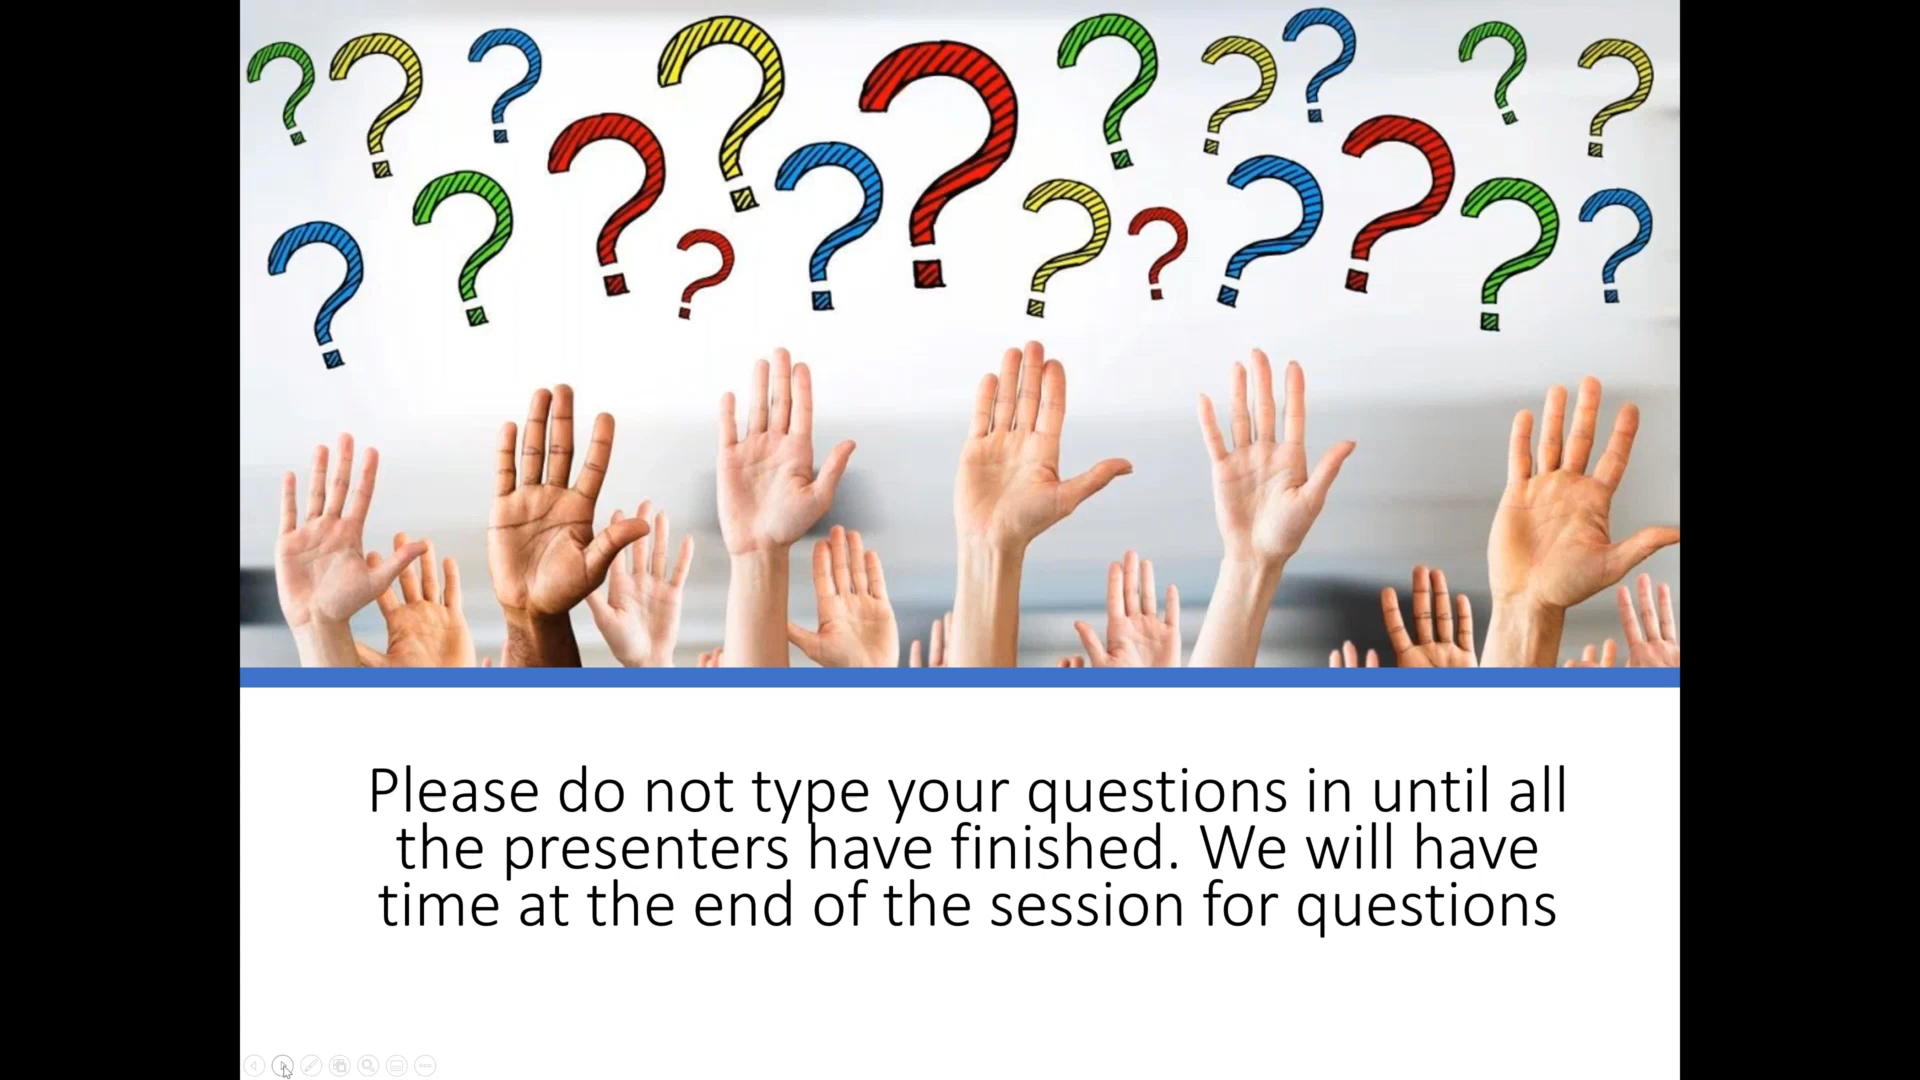 Please do not type your questions in until all
the presenters have finished. We will have
time at the end of the session for questions